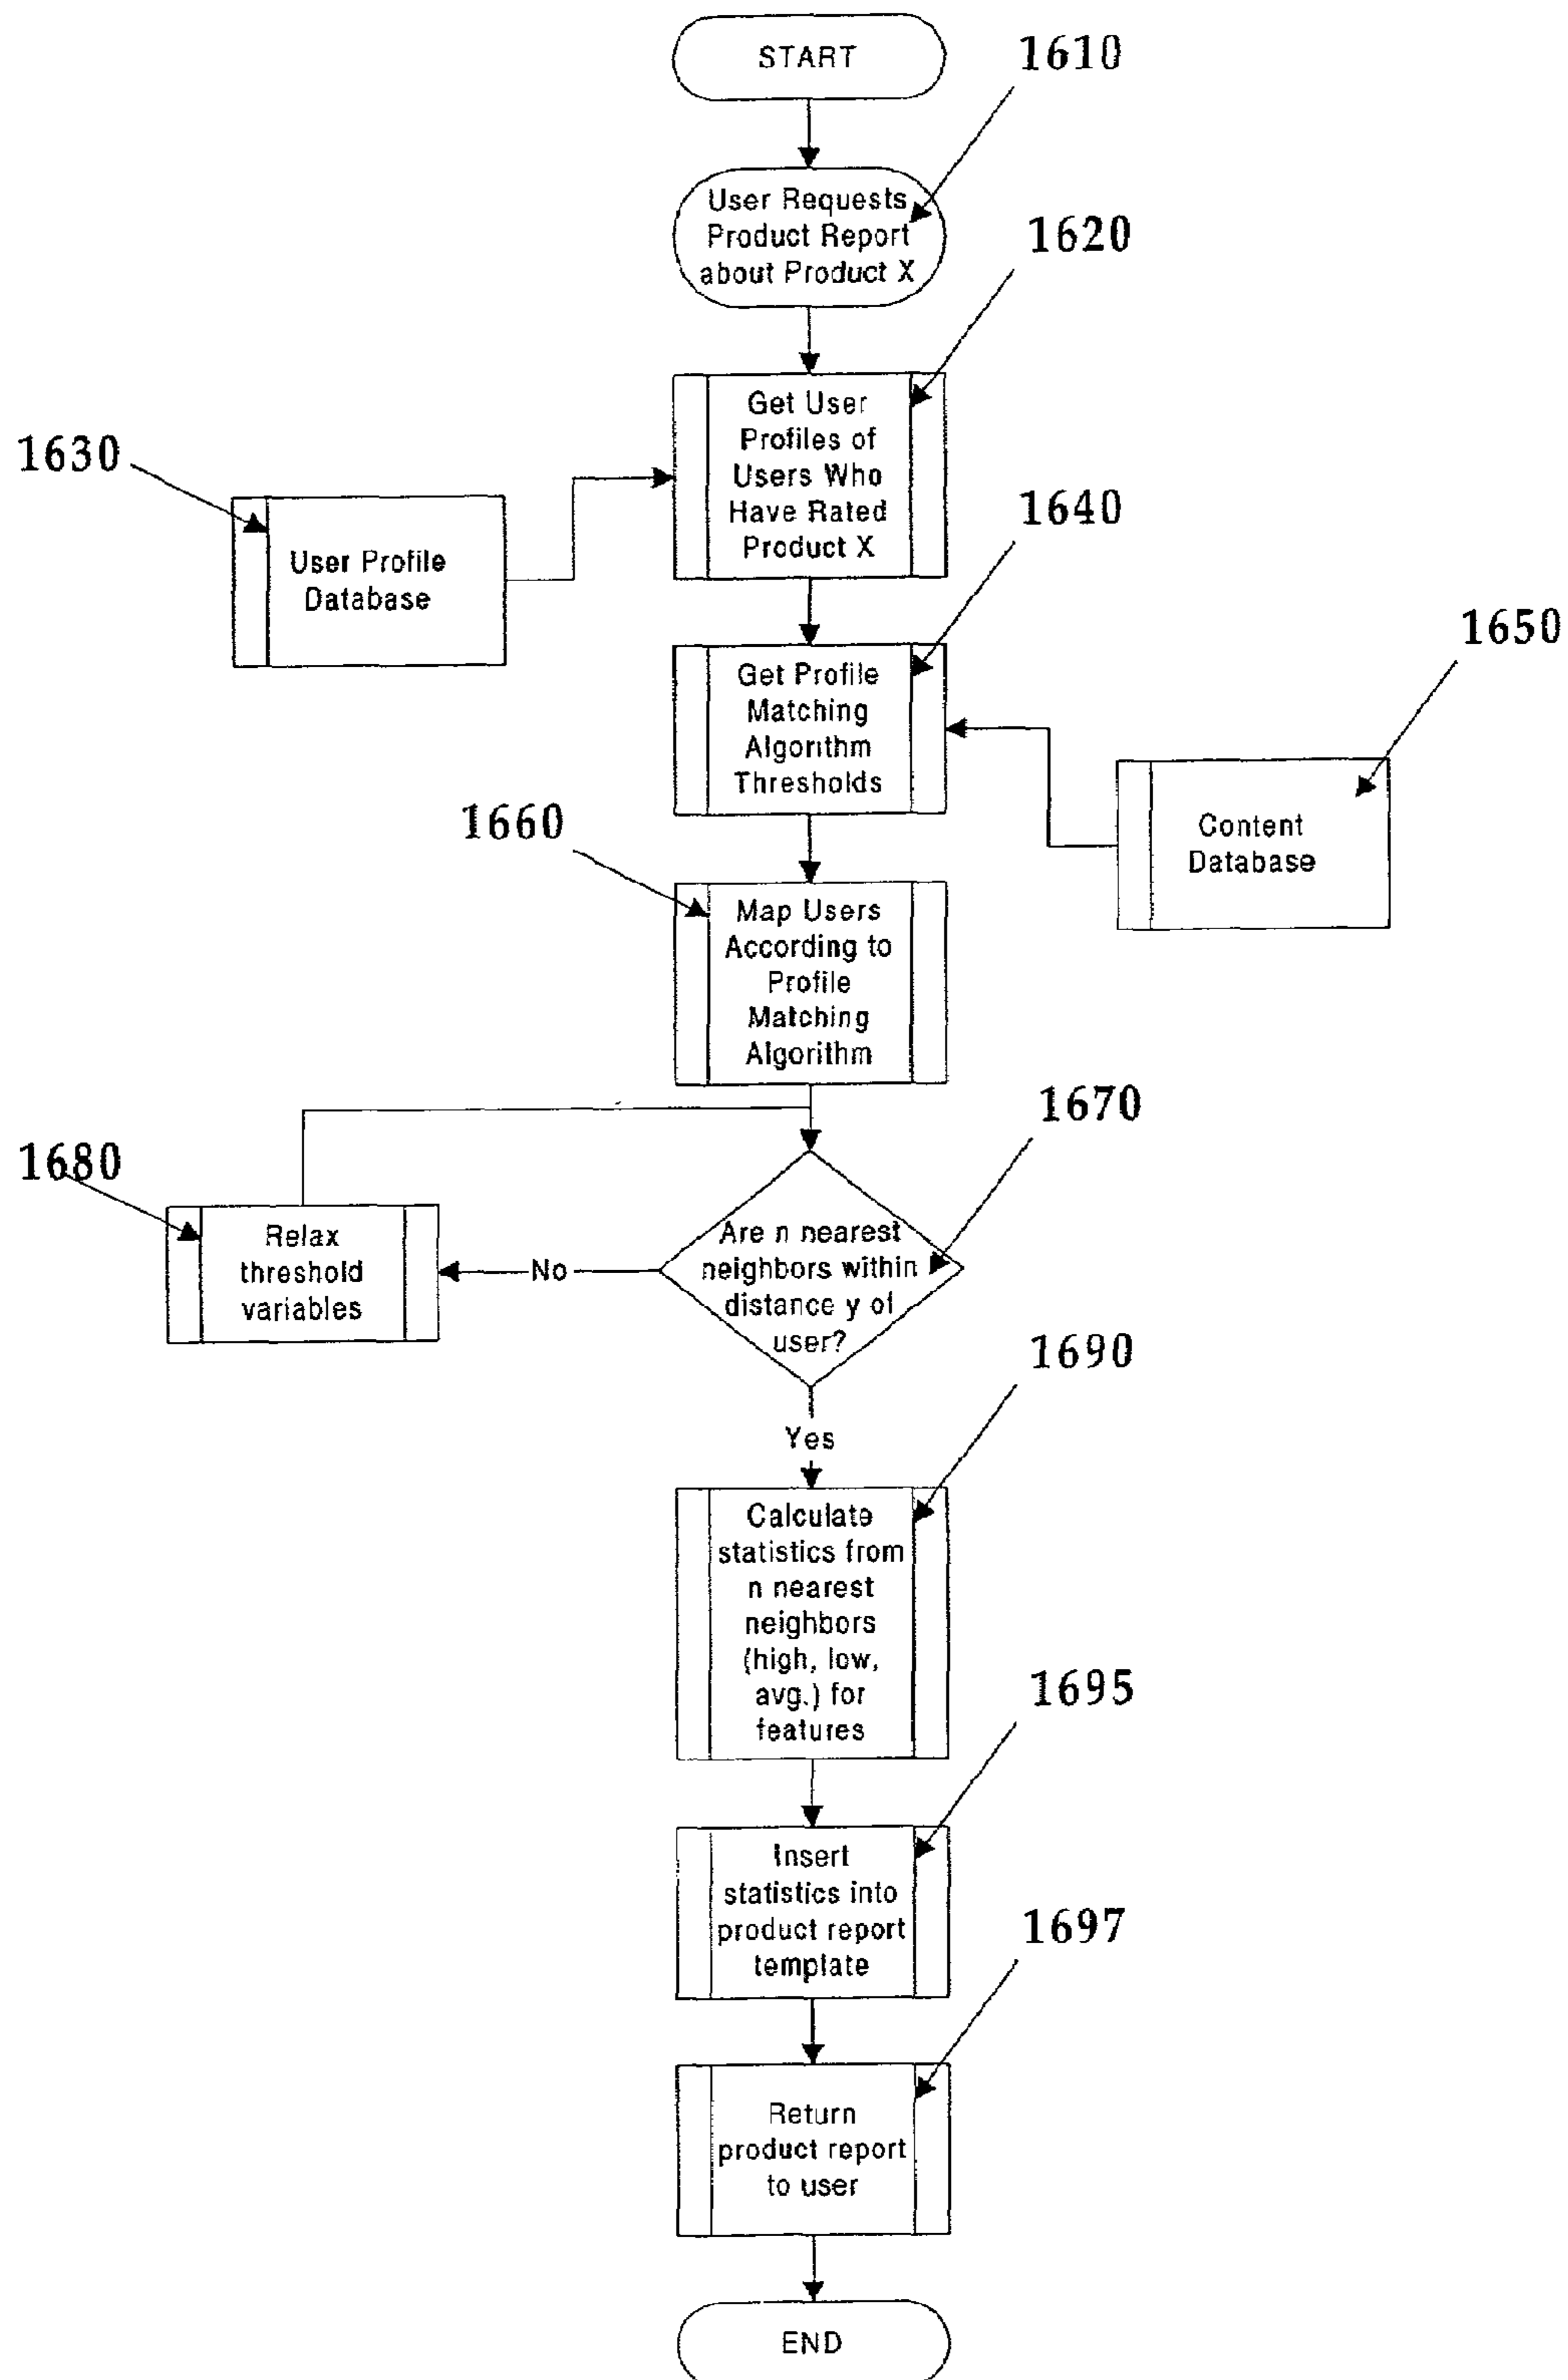 START
1610
User Requests
Product Report
about Product X
1620
Get User
Profiles of
Users Who
Have Rated
Product X
1630
User Profile
Database
1640
Get Profile
Matching
Algorithm
Thresholds
1650
Content
Database
1660
Map Users
According to
Profile
Matching
Algorithm
1670
Are n nearest
neighbors within
distance y of
user?
1680
Relax
threshold
variables
No
Yes
1690
Calculate
statistics from
n nearest
neighbors
(high, low,
avg.) for
features
1695
Insert
statistics into
product report
template
1697
Return
product report
to user
END